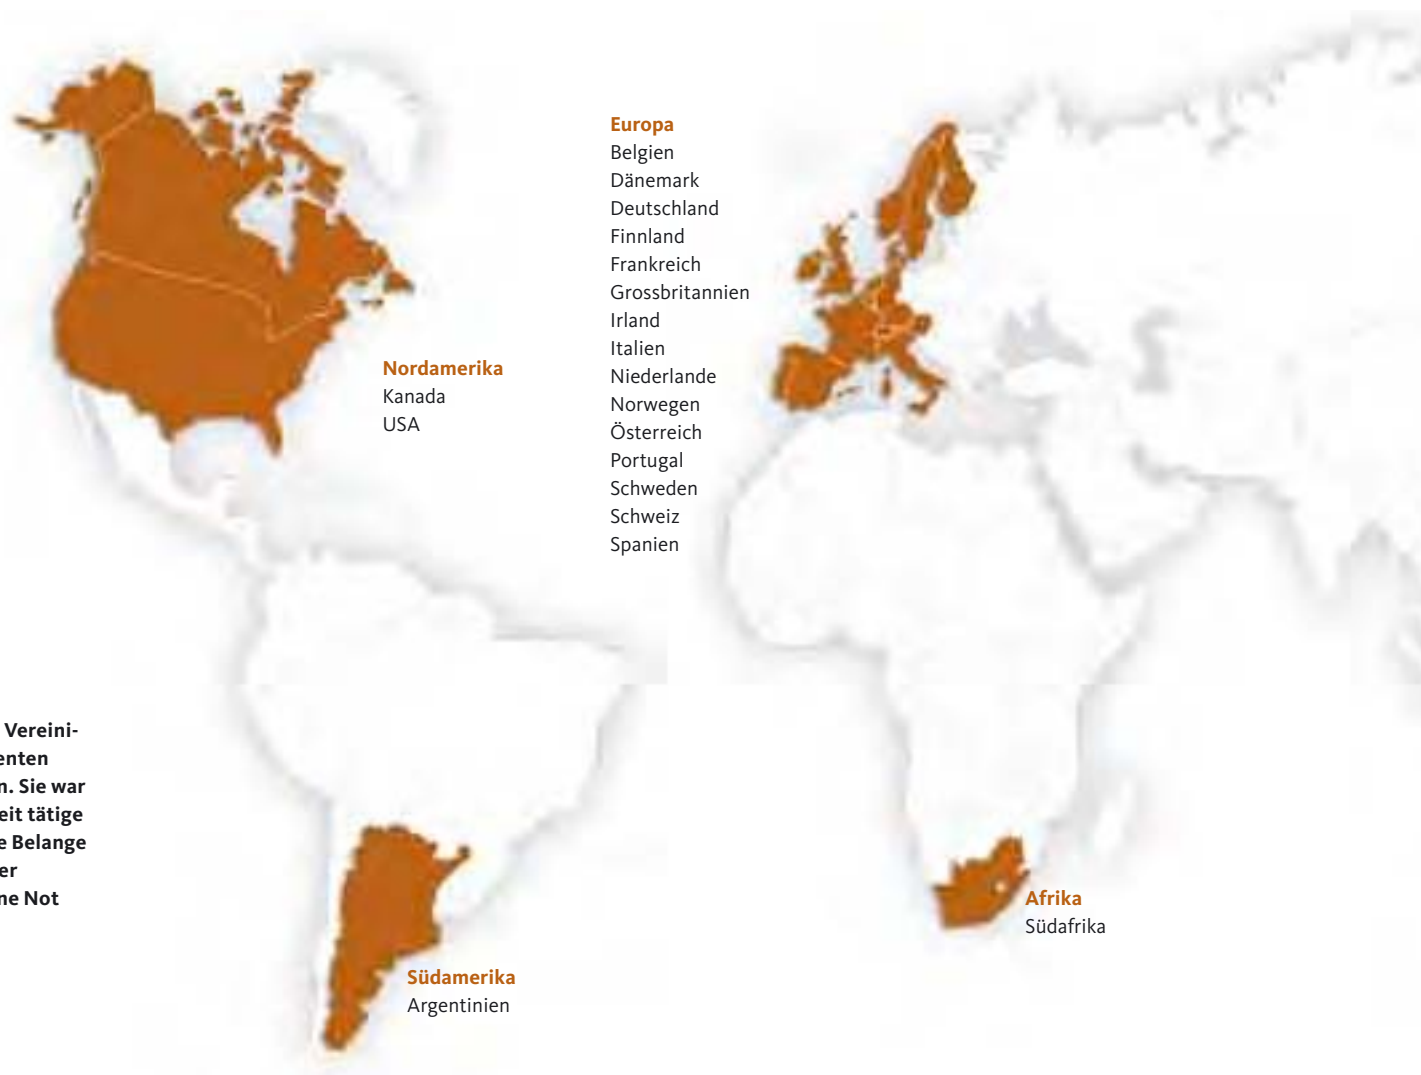 Europa
Belgien
Dänemark
Deutschland
Finnland
Frankreich
Grossbritannien
Irland
Italien
Niederlande
Norwegen
Österreich
Portugal
Schweden
Schweiz
Spanien
Nordamerika
Kanada
USA
Vereini-
enten
n. Sie war
eit tätige
e Belange
er
ne Not
Afrika
Südafrika
Südamerika
Argentinien